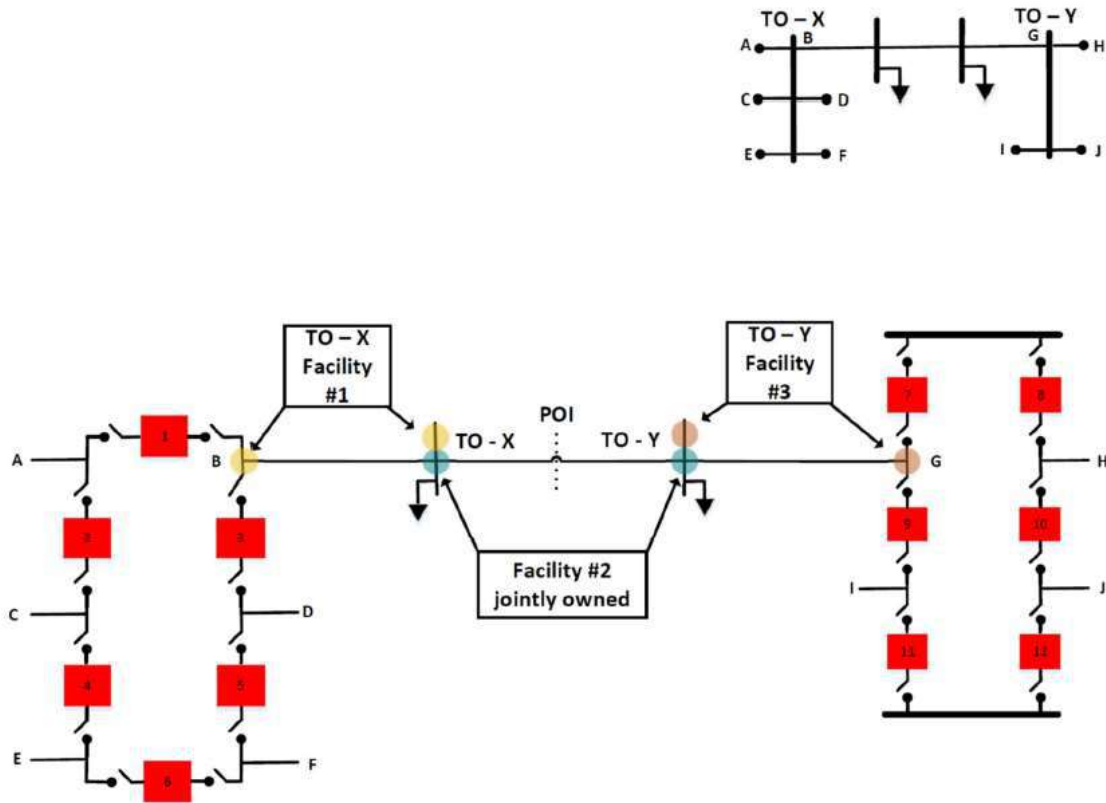 TO – X
TO – Y
A
B
G
H
C
D
E
F
I
J
TO – X
Facility
#1
TO – Y
Facility
#3
POI
1
7
8
A
B
TO - X
TO - Y
G
H
2
3
9
10
Facility #2
jointly owned
C
D
I
J
4
5
11
E
F
6